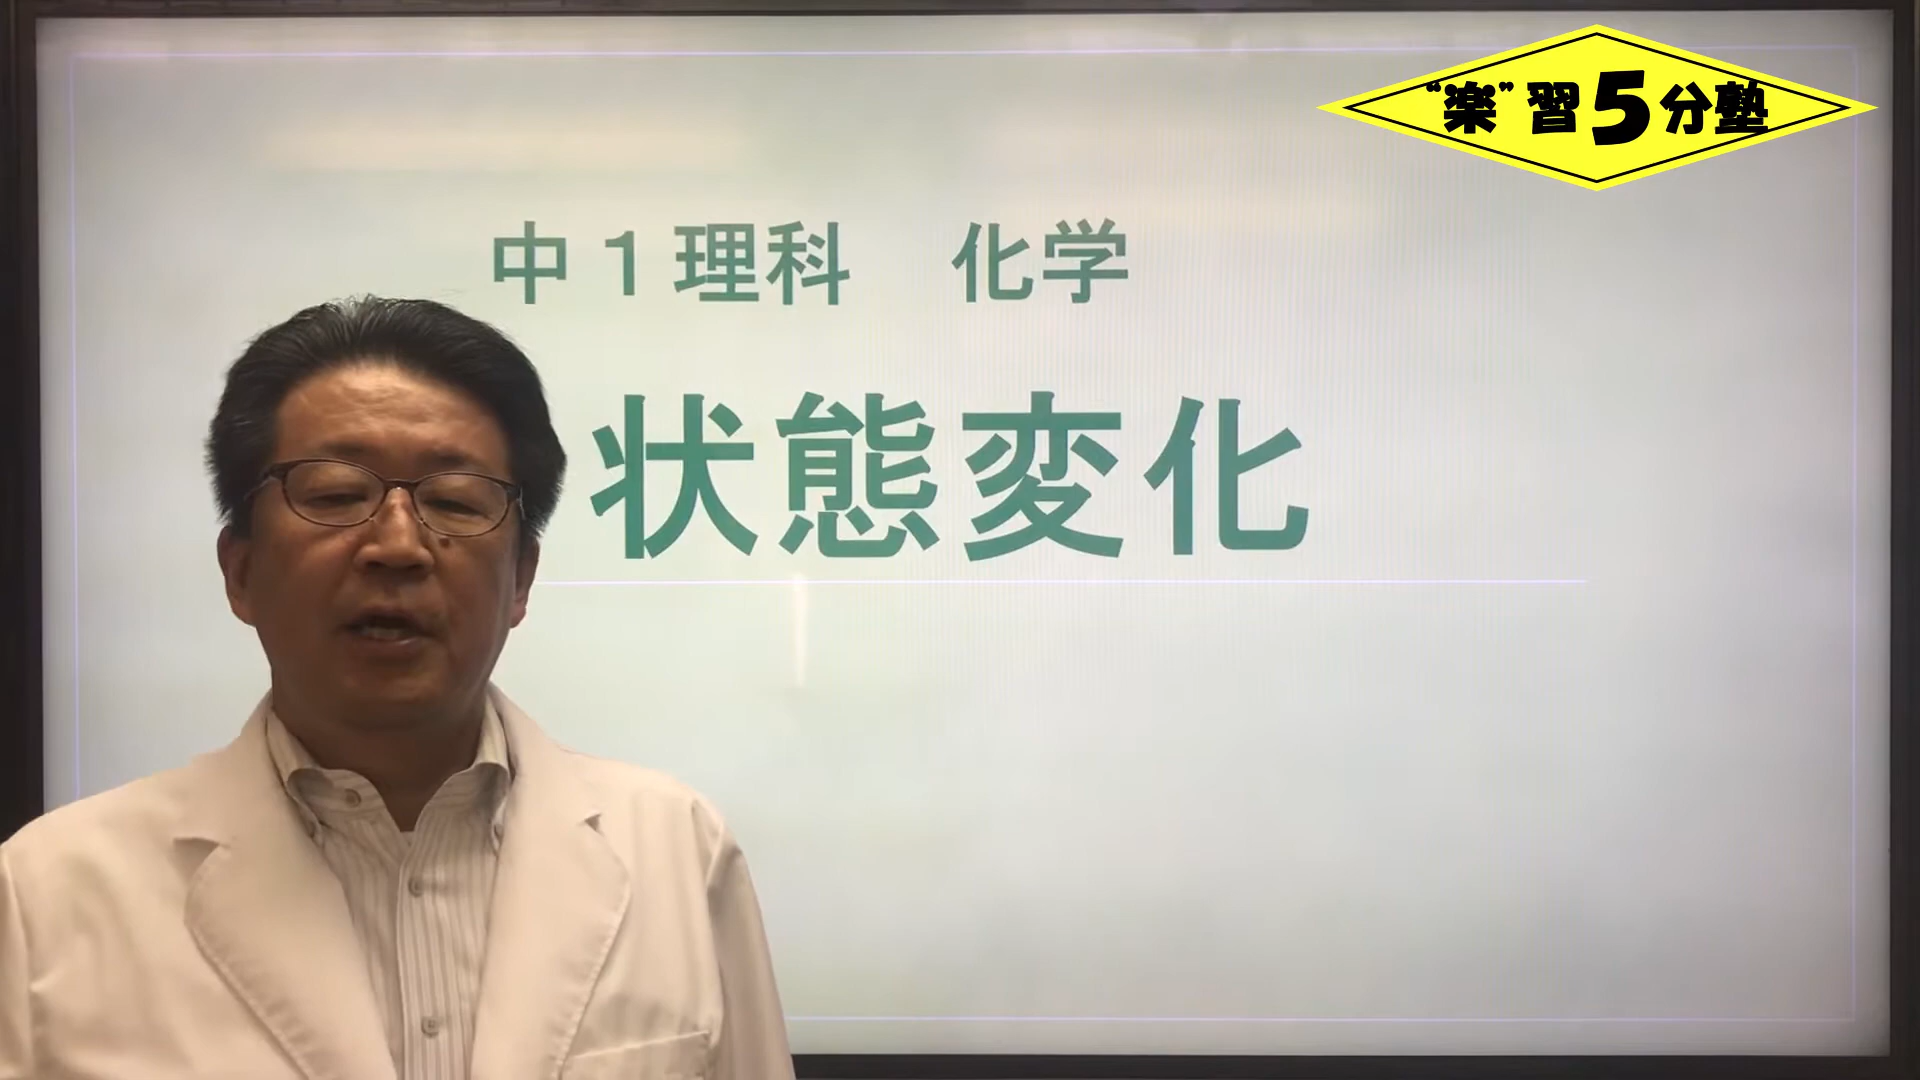 “楽”習5分塾
中１理科　化学
状態変化